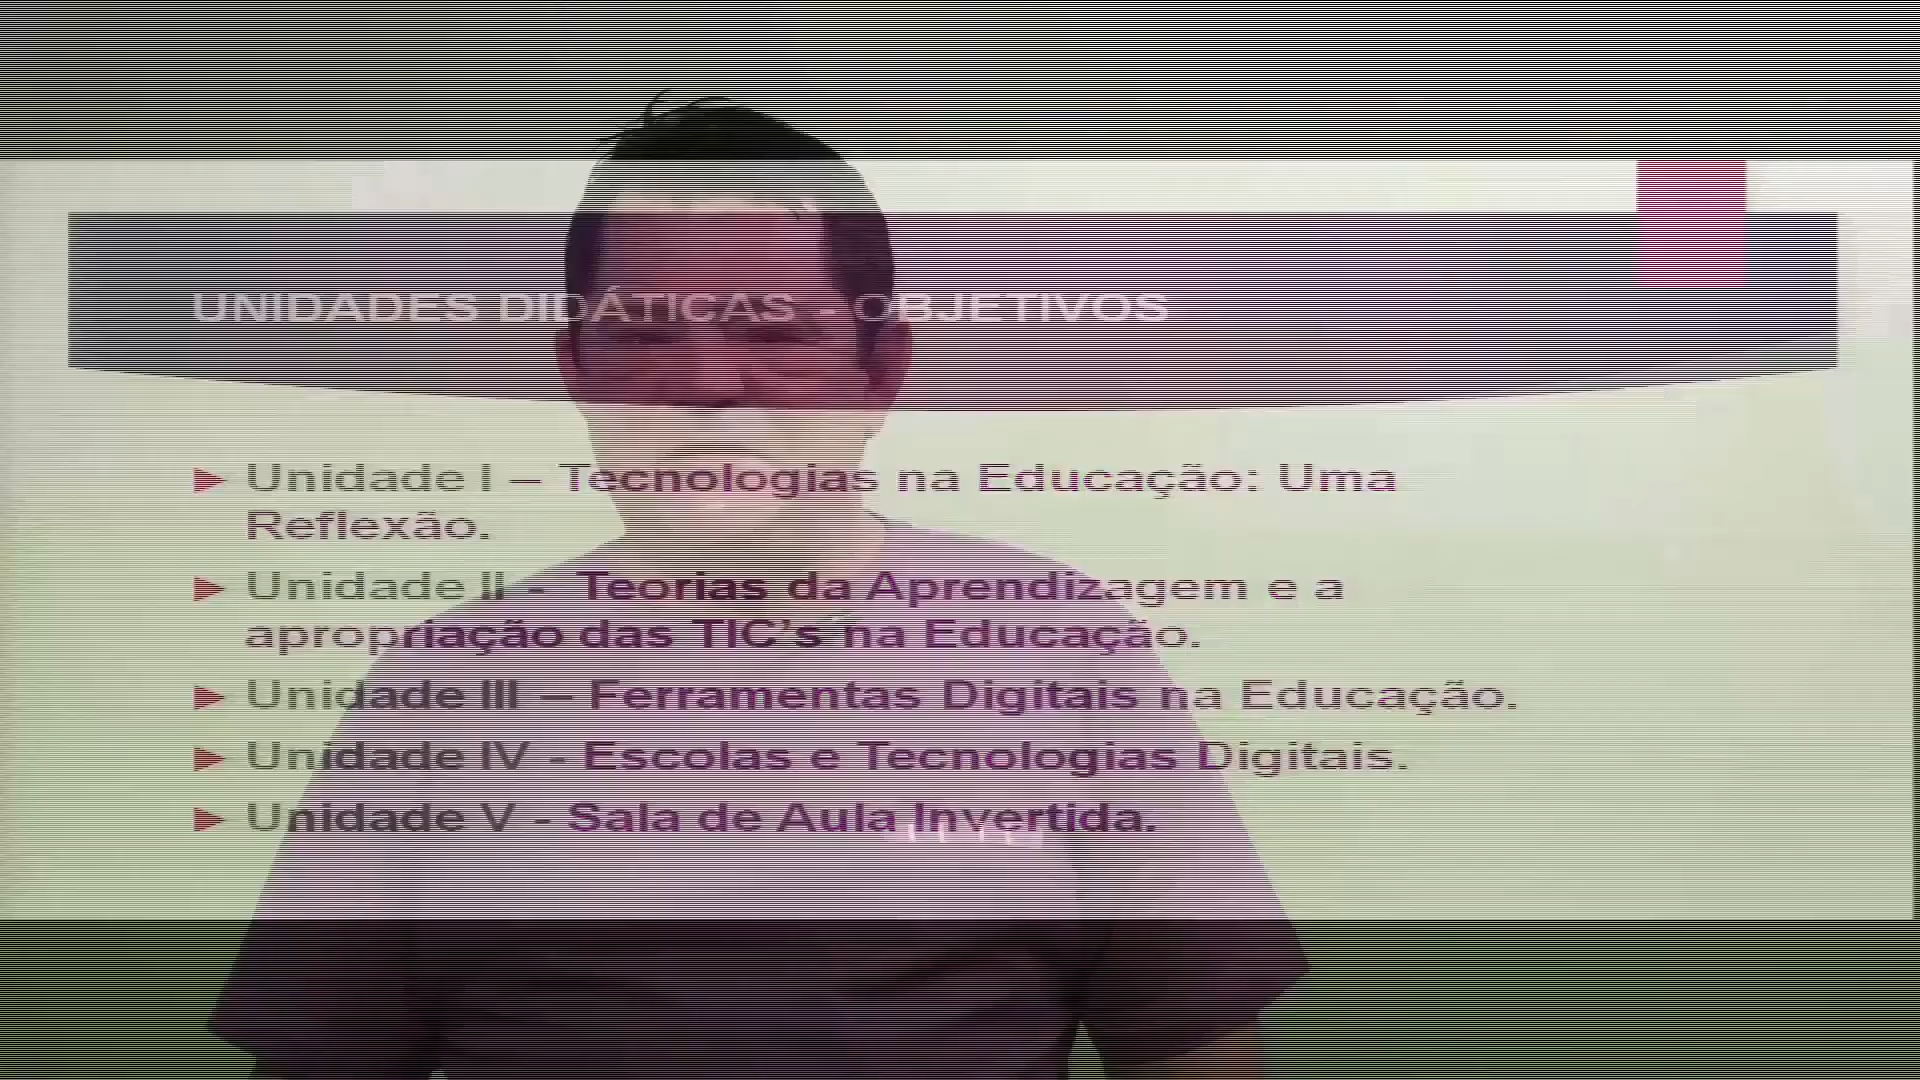 UNIDADES DIDÁTICAS - OBJETIVOS
Unidade I – Tecnologias na Educação: Uma
Reflexão.
Unidade II - Teorias da Aprendizagem e a
apropriação das TIC's na Educação.
Unidade III – Ferramentas Digitais na Educação.
Unidade IV - Escolas e Tecnologias Digitais.
Unidade V - Sala de Aula Invertida.